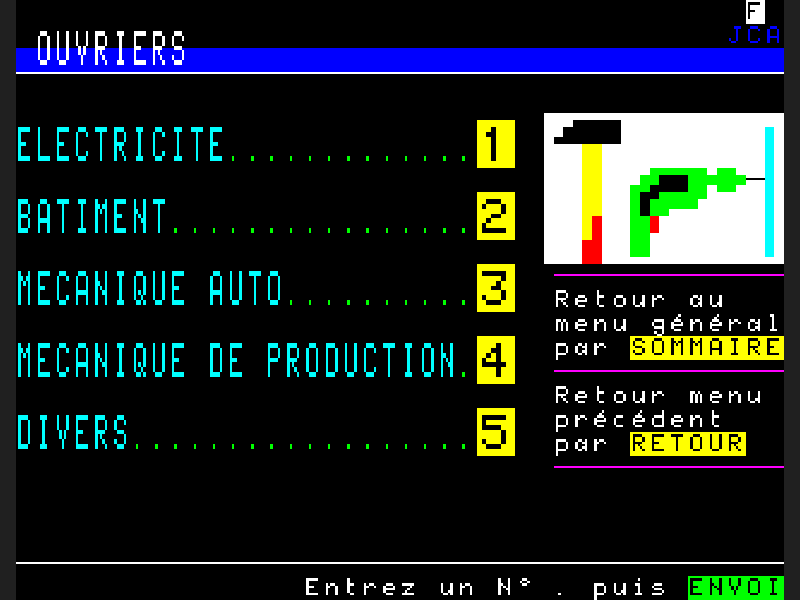 F
JCA
OUVRIERS
ELECTRICITE.............1
BATIMENT................2
MECANIQUE AUTO..........3
MECANIQUE DE PRODUCTION.4
DIVERS..................5
Retour au
menu général
par SOMMAIRE
Retour menu
précédent
par RETOUR
Entrez un N° . puis ENVOI